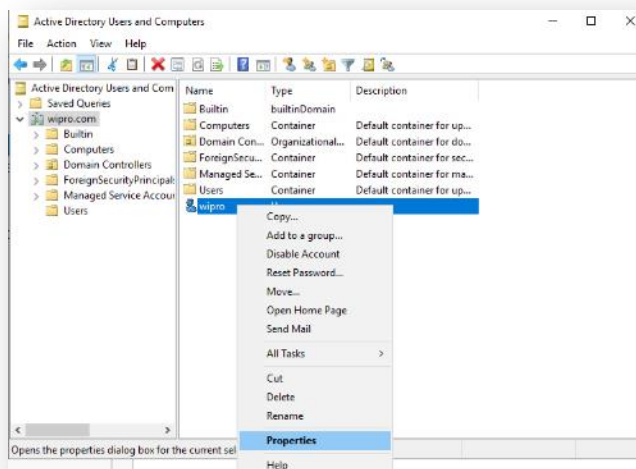 Active Directory Users and Computers
File Action View Help
Active Directory Users and Com
Saved Queries
wipro.com
Builtin
Computers
Domain Controllers
ForeignSecurityPrincipal:
Managed Service Accou
Users
Name Type Description
Builtin builtinDomain
Computers Container Default container for up...
Domain Con... Organizational... Default container for do...
ForeignSecu... Container Default container for sec...
Managed Se... Container Default container for ma...
Users Container Default container for up...
wipro
Copy...
Add to a group...
Disable Account
Reset Password...
Move...
Open Home Page
Send Mail
All Tasks
Cut
Delete
Rename
Properties
Help
Opens the properties dialog box for the current sel